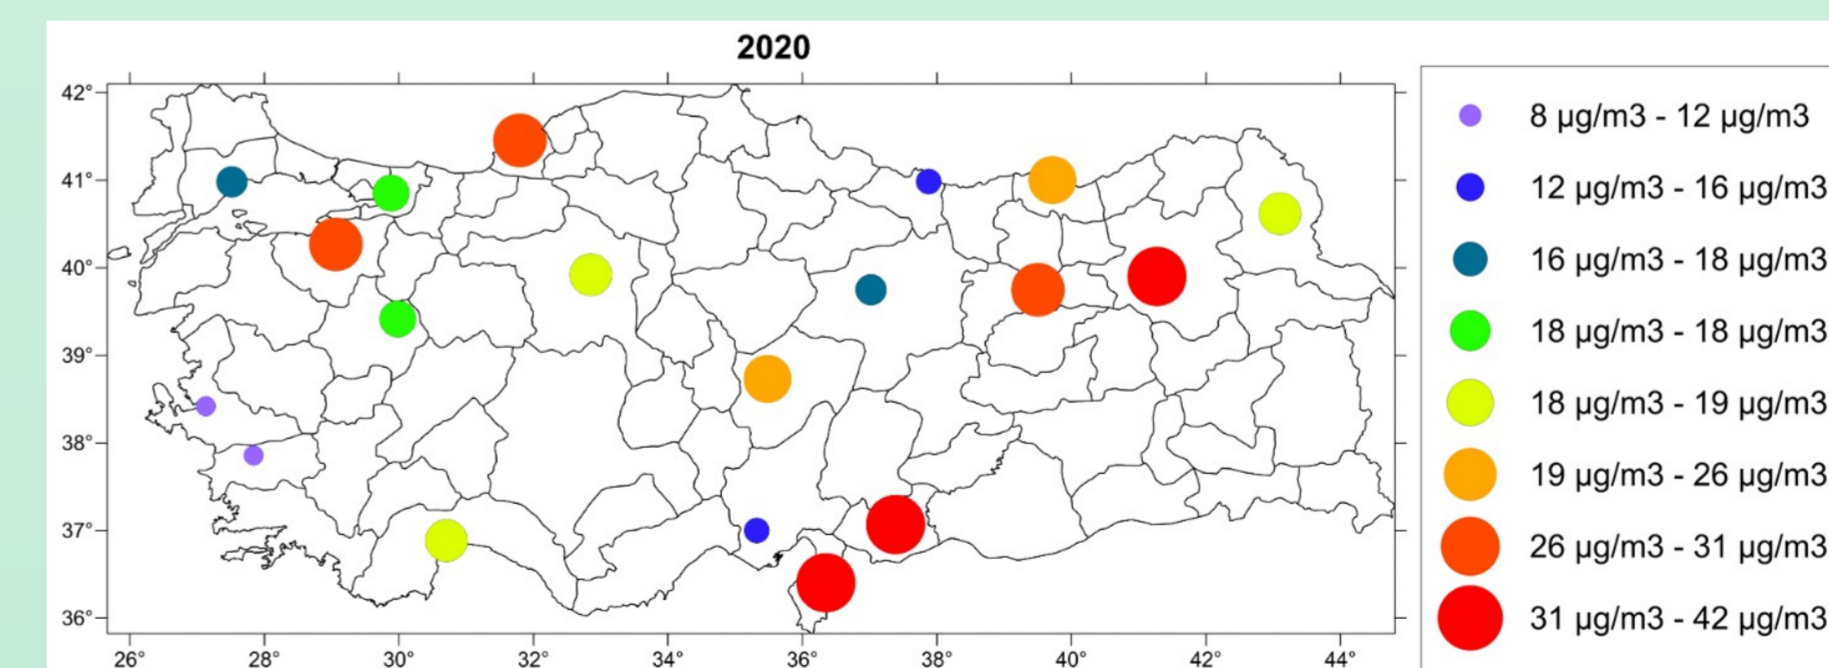 2020
42°
41°
40°
39°
38°
37°
36°
26°
28°
30°
32°
34°
36°
38°
40°
42°
44°
8 µg/m3 - 12 µg/m3
12 µg/m3 - 16 µg/m3
16 µg/m3 - 18 µg/m3
18 µg/m3 - 18 µg/m3
18 µg/m3 - 19 µg/m3
19 µg/m3 - 26 µg/m3
26 µg/m3 - 31 µg/m3
31 µg/m3 - 42 µg/m3